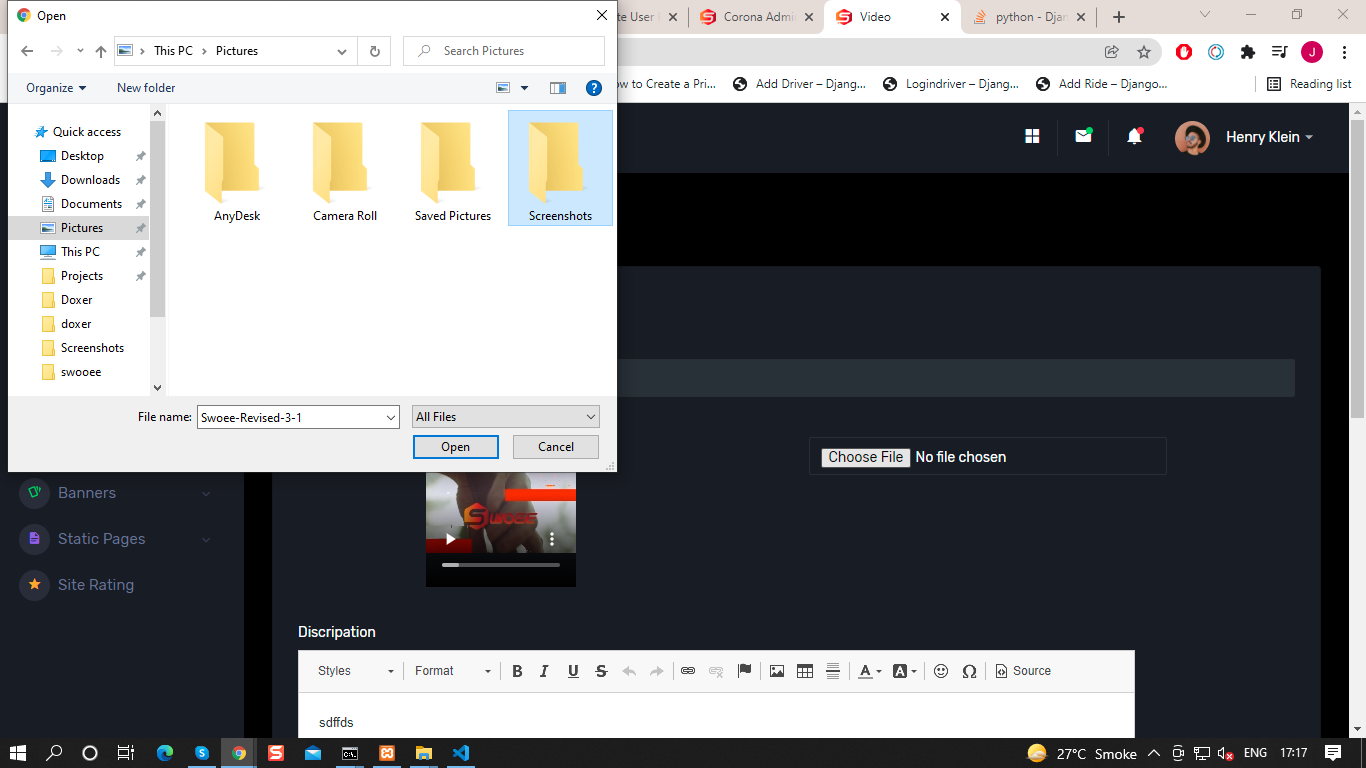 Open
te User
Corona Admi
Video
python - Djan
This PC
Pictures
Search Pictures
Organize
New folder
ow to Create a Pri...
Add Driver – Djang...
Logindriver – Djang...
Add Ride – Django...
Reading list
J
Quick access
Desktop
Downloads
Documents
Pictures
This PC
Projects
Doxer
doxer
Screenshots
swooee
AnyDesk
Camera Roll
Saved Pictures
Screenshots
Henry Klein
File name:
Swoee-Revised-3-1
All Files
Open
Cancel
Choose File No file chosen
Banners
Static Pages
Site Rating
SWOEE
Discripation
Styles
Format
B I U S
A
A
Ω
Source
sdffds
27°C Smoke
ENG
17:17